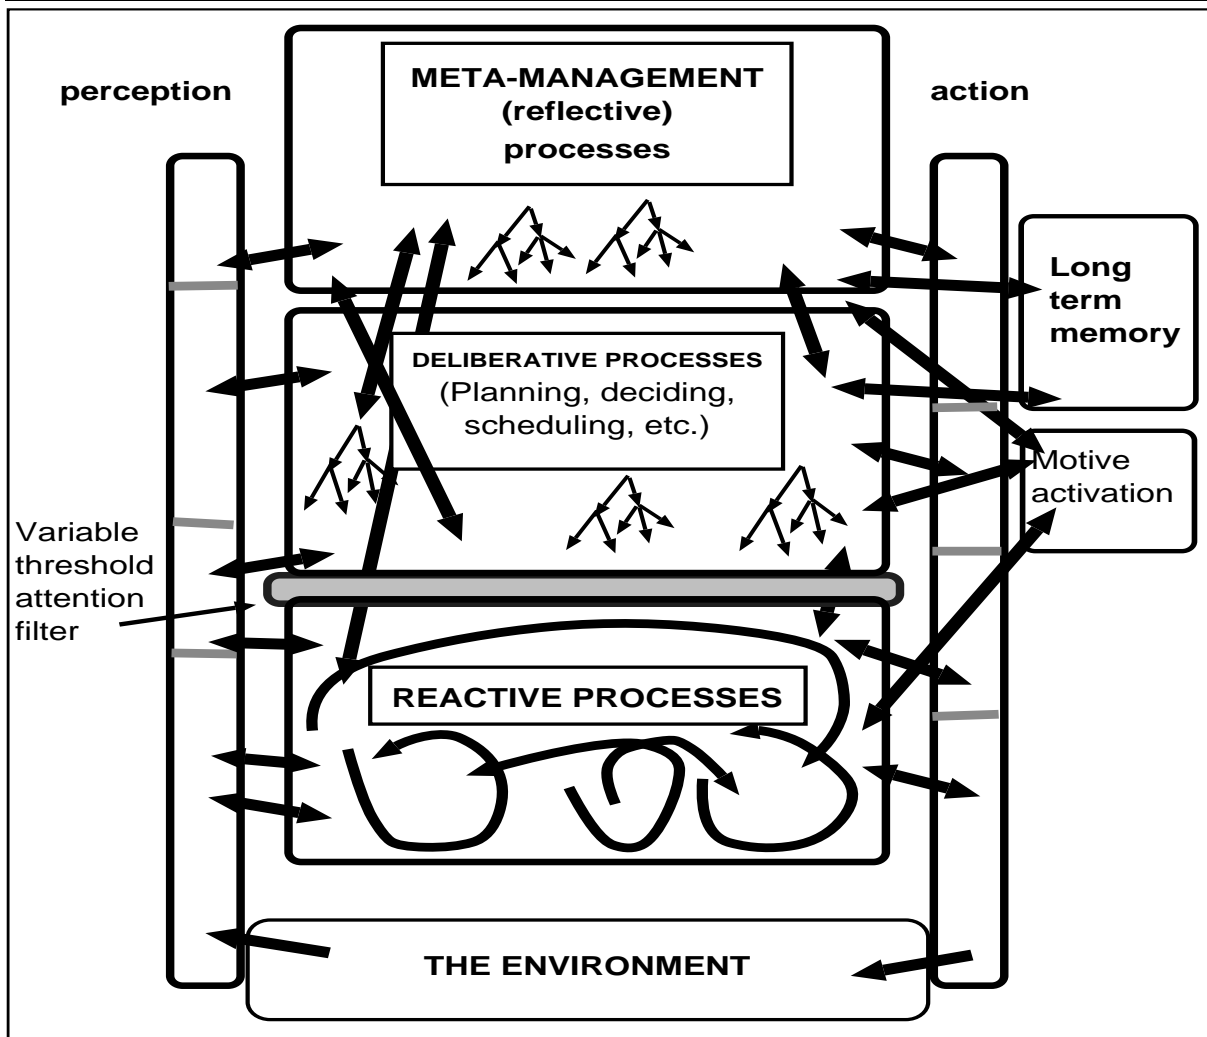 META-MANAGEMENT
(reflective)
processes
perception
action
Long
term
memory
DELIBERATIVE PROCESSES
(Planning, deciding,
scheduling, etc.)
Motive
activation
Variable
threshold
attention
filter
REACTIVE PROCESSES
THE ENVIRONMENT